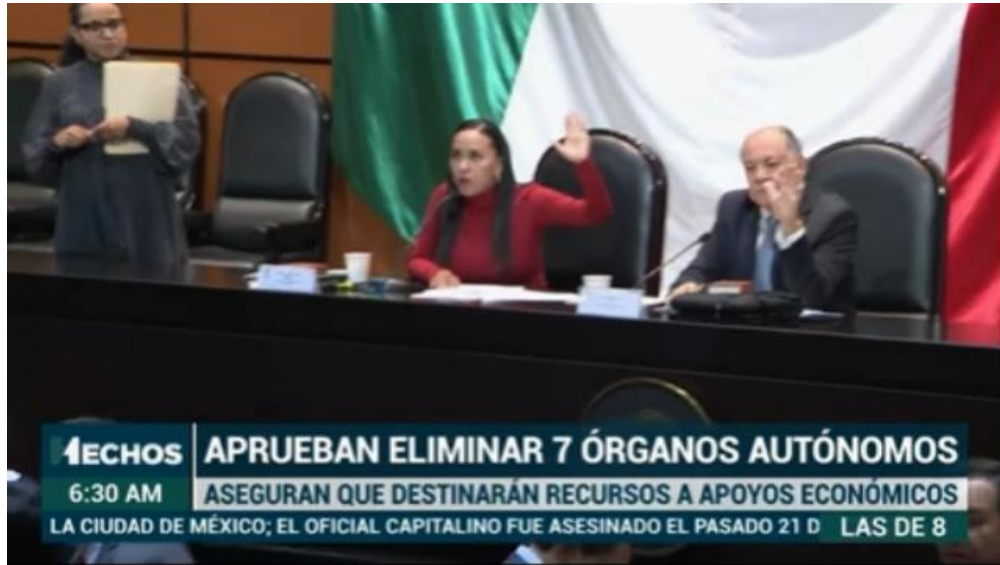 HECHOS
APRUEBAN ELIMINAR 7 ÓRGANOS AUTÓNOMOS
6:30 AM
ASEGURAN QUE DESTINARÁN RECURSOS A APOYOS ECONÓMICOS
LA CIUDAD DE MÉXICO; EL OFICIAL CAPITALINO FUE ASESINADO EL PASADO 21 D
LAS DE 8